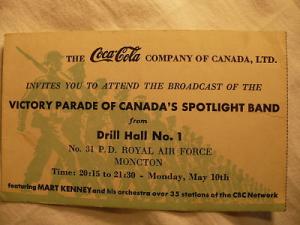 THE Coca-Cola COMPANY OF CANADA, LTD.
INVITES YOU TO ATTEND THE BROADCAST OF THE
VICTORY PARADE OF CANADA'S SPOTLIGHT BAND
from
Drill Hall No. 1
No. 31 P.D. ROYAL AIR FORCE
MONCTON
Time: 20:15 to 21:30 - Monday, May 10th
featuring MART KENNEY and his orchestra over 35 stations of the CBC Network